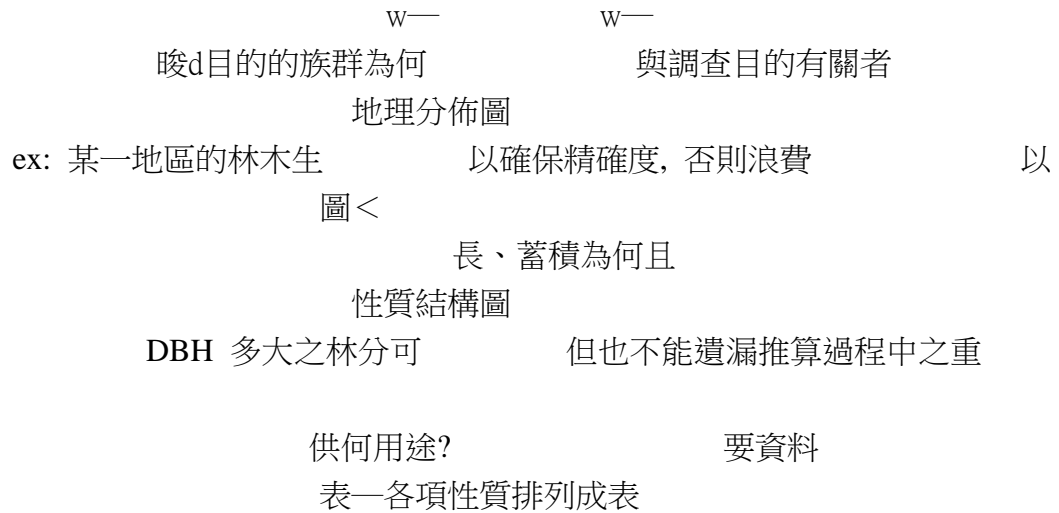 w— w—
晙d目的的族群為何 與調查目的有關者
地理分佈圖
ex: 某一地區的林木生 以確保精確度, 否則浪費 以
圖＜
長、蓄積為何且
性質結構圖
DBH 多大之林分可 但也不能遺漏推算過程中之重
供何用途? 要資料
表—各項性質排列成表